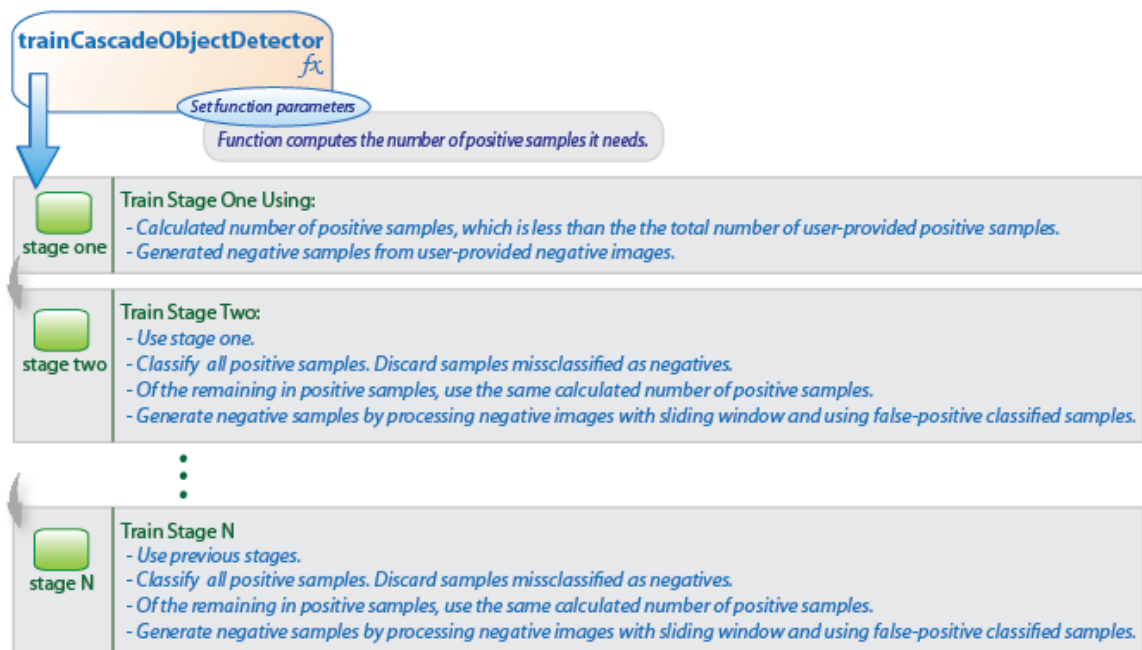 trainCascadeObjectDetector
fx
Set function parameters
Function computes the number of positive samples it needs.
stage one
Train Stage One Using:
- Calculated number of positive samples, which is less than the the total number of user-provided positive samples.
- Generated negative samples from user-provided negative images.
stage two
Train Stage Two:
- Use stage one.
- Classify all positive samples. Discard samples missclassified as negatives.
- Of the remaining in positive samples, use the same calculated number of positive samples.
- Generate negative samples by processing negative images with sliding window and using false-positive classified samples.
stage N
Train Stage N
- Use previous stages.
- Classify all positive samples. Discard samples missclassified as negatives.
- Of the remaining in positive samples, use the same calculated number of positive samples.
- Generate negative samples by processing negative images with sliding window and using false-positive classified samples.